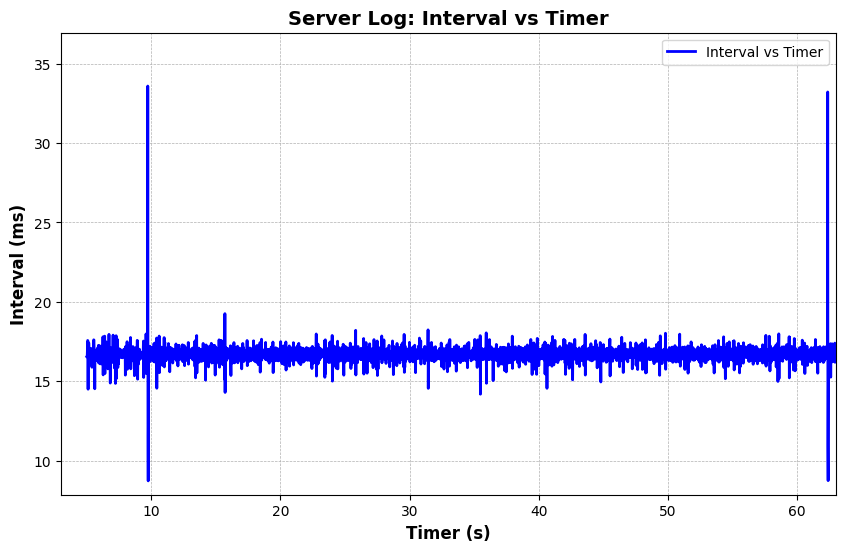 Server Log: Interval vs Timer
Interval vs Timer
Interval (ms)
35
30
25
20
15
10
10 20 30 40 50 60
Timer (s)